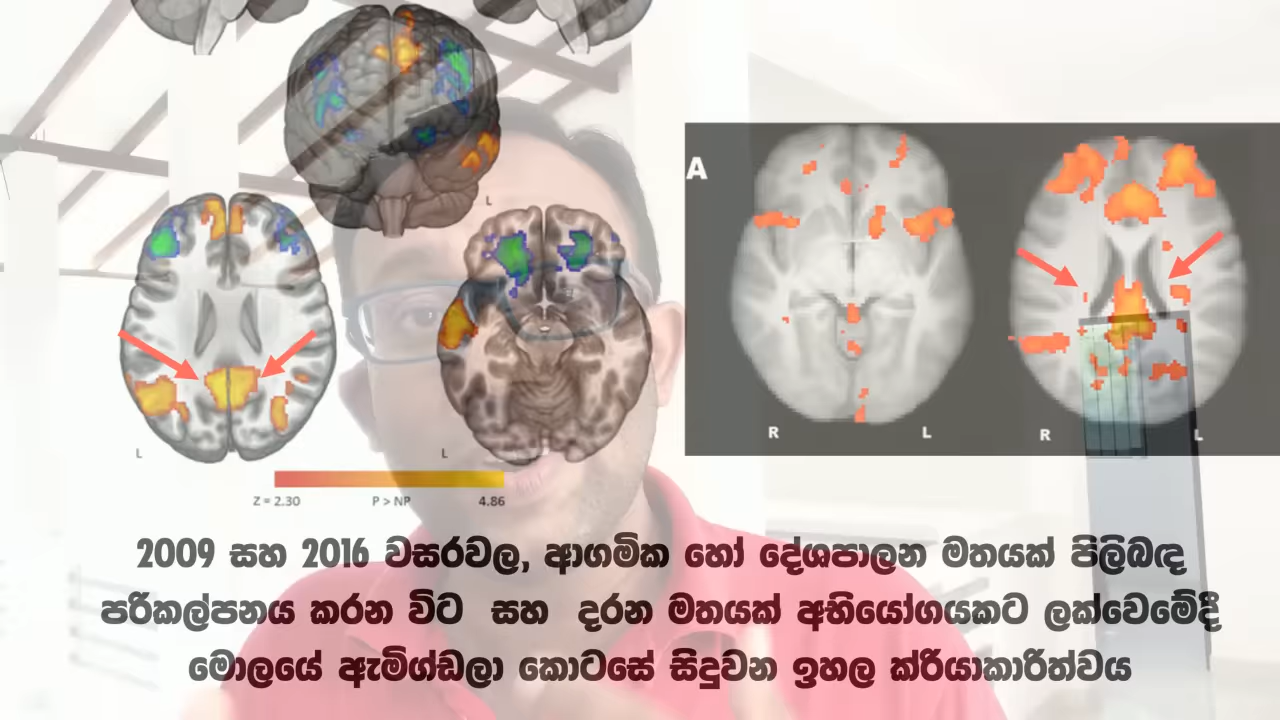 A
L
L
L
R
L
R
L
Z = 2.30 P > NP 4.86
2009 සහ 2016 වසරවල, ආගමික හෝ දේශපාලන මතයක් පිලිබඳ
පරිකල්පනය කරන විට සහ දරන මතයක් අභියෝගයකට ලක්වෙමේදී
මොලයේ ඇමිග්ඩලා කොටසේ සිදුවන ඉහල ක්රියාකාරිත්වය